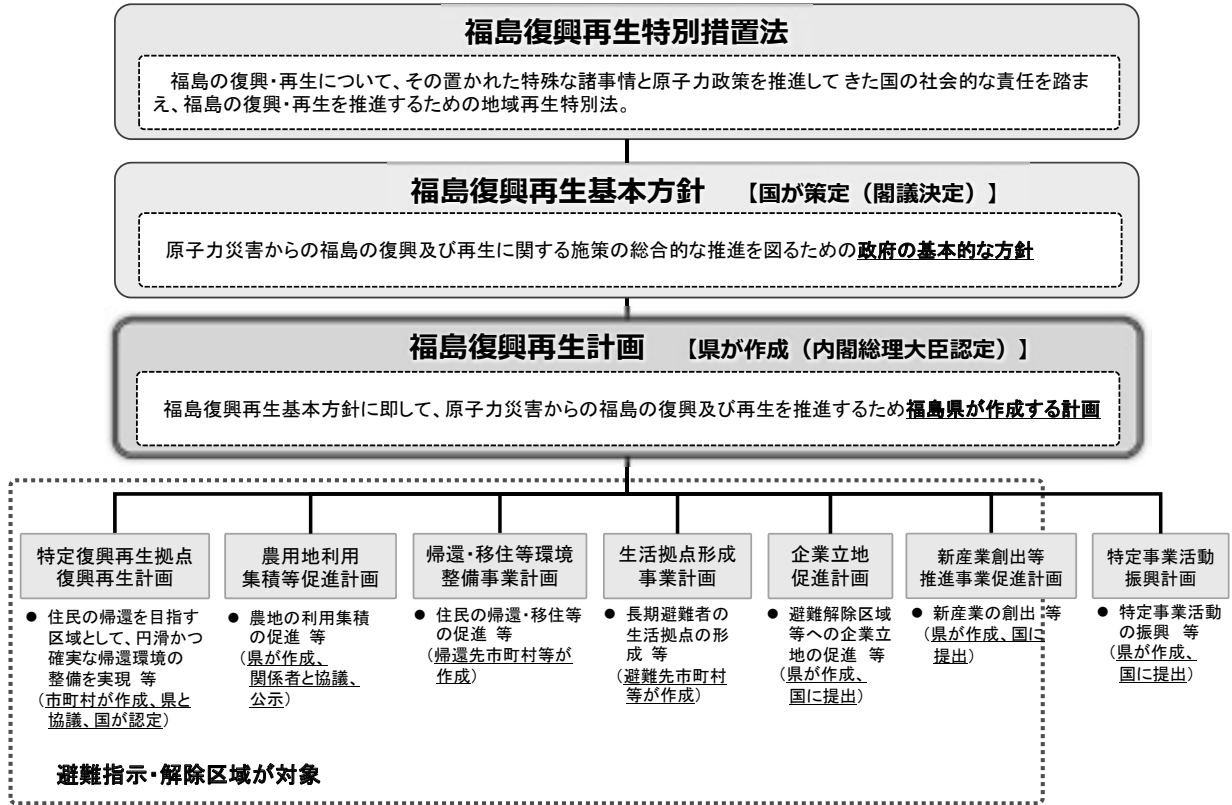 福島復興再生特別措置法
福島の復興・再生について、その置かれた特殊な諸事情と原子力政策を推進してきた国の社会的な責任を踏ま
え、福島の復興・再生を推進するための地域再生特別法。
福島復興再生基本方針 【国が策定（閣議決定）】
原子力災害からの福島の復興及び再生に関する施策の総合的な推進を図るための政府の基本的な方針
福島復興再生計画 【県が作成（内閣総理大臣認定）】
福島復興再生基本方針に即して、原子力災害からの福島の復興及び再生を推進するため福島県が作成する計画
特定復興再生拠点
復興再生計画
● 住民の帰還を目指す
区域として、円滑かつ
確実な帰還環境の
整備を実現 等
（市町村が作成、県と
協議、国が認定）
農用地利用
集積等促進計画
● 農地の利用集積
の促進 等
（県が作成、
関係者と協議、
公示）
帰還・移住等環境
整備事業計画
● 住民の帰還・移住等
の促進 等
（帰還先市町村等が
作成）
生活拠点形成
事業計画
● 長期避難者の
生活拠点の形
成 等
（避難先市町村
等が作成）
企業立地
促進計画
● 避難解除区域
等への企業立
地の促進 等
（県が作成、
国に提出）
新産業創出等
推進事業促進計画
● 新産業の創出 等
（県が作成、国に
提出）
特定事業活動
振興計画
● 特定事業活動
の振興 等
（県が作成、
国に提出）
避難指示・解除区域が対象